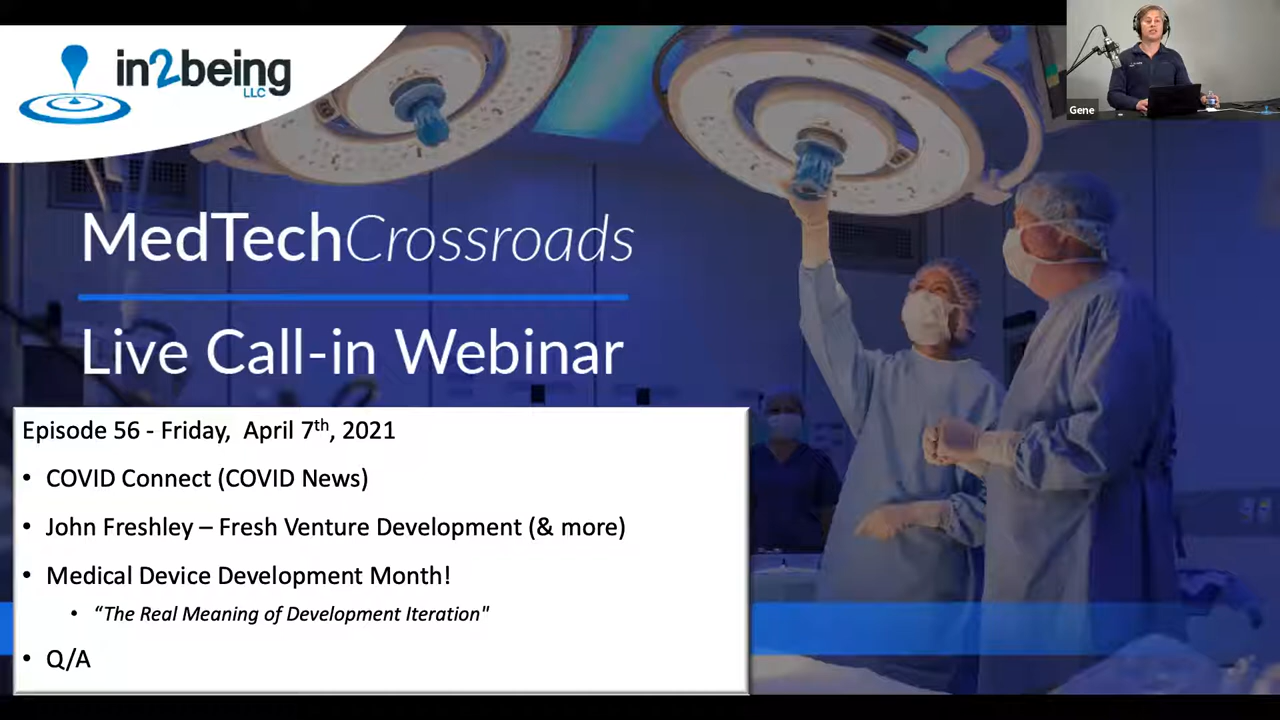 in2being
LLC
Gene
MedTechCrossroads
Live Call-in Webinar
Episode 56 - Friday, April 7th, 2021
• COVID Connect (COVID News)
• John Freshley – Fresh Venture Development (& more)
• Medical Device Development Month!
• “The Real Meaning of Development Iteration"
• Q/A